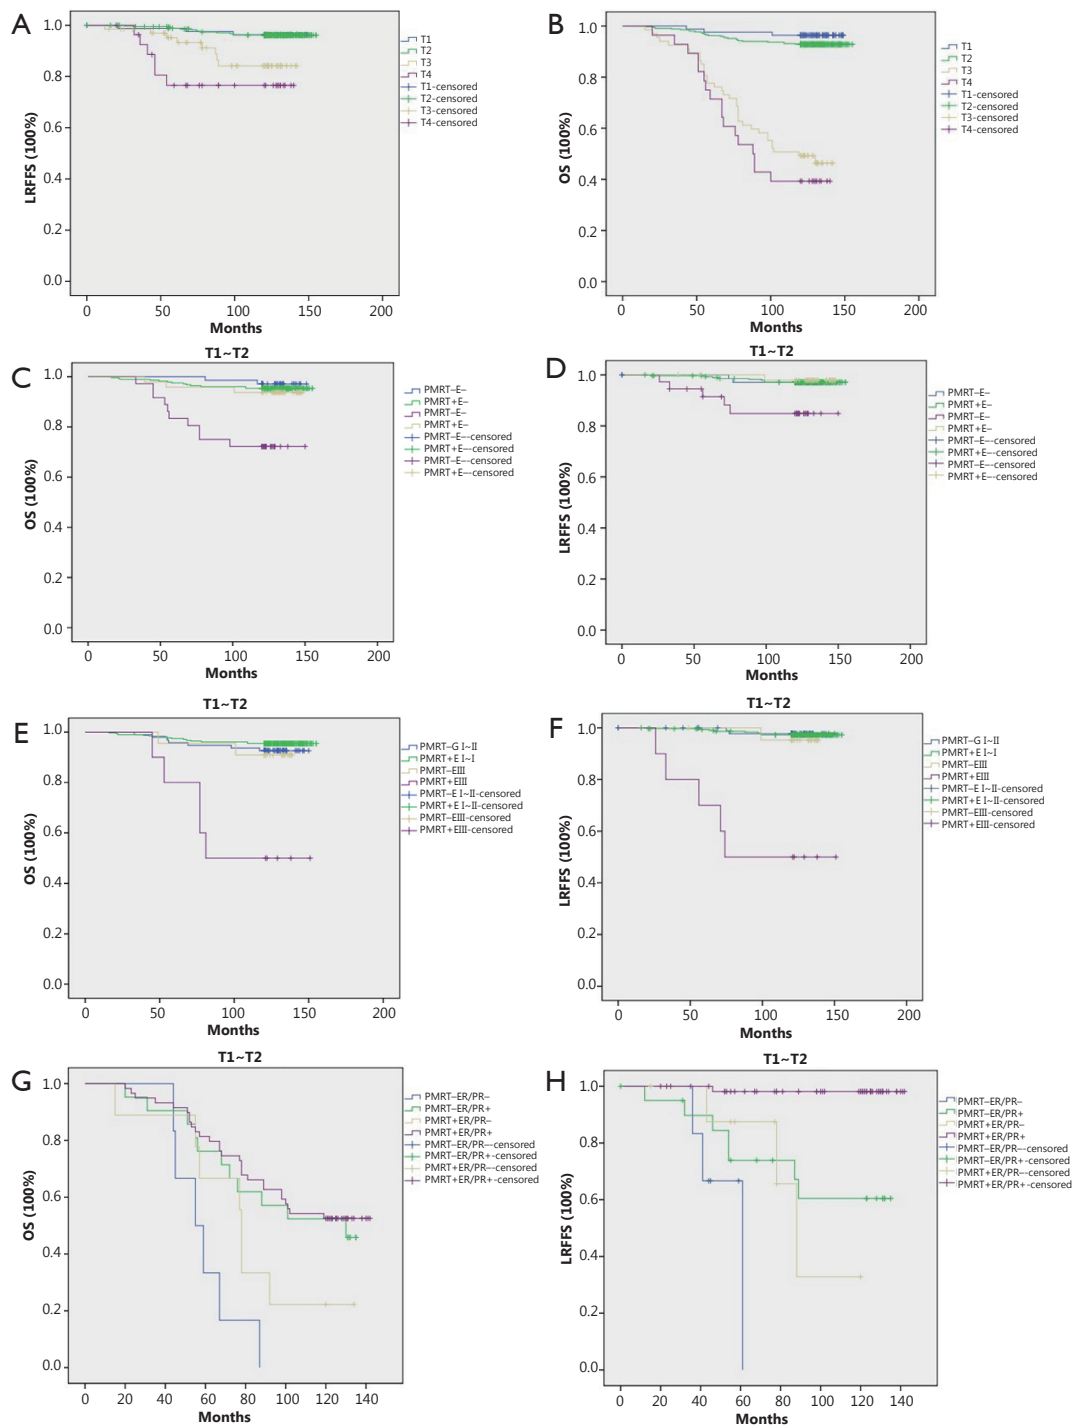 A
LRFFS (100%)
1.0
0.8
0.6
0.4
0.2
0.0
0 50 100 150 200
Months
T1
T2
T3
T4
T1-censored
T2-censored
T3-censored
T4-censored
B
OS (100%)
1.0
0.8
0.6
0.4
0.2
0.0
0 50 100 150 200
Months
T1
T2
T3
T4
T1-censored
T2-censored
T3-censored
T4-censored
C
T1~T2
OS (100%)
1.0
0.8
0.6
0.4
0.2
0.0
0 50 100 150 200
Months
PMRT−E−
PMRT+E−
PMRT−E−
PMRT+E−
PMRT−E−-censored
PMRT+E−-censored
PMRT−E−-censored
PMRT+E−-censored
D
T1~T2
LRFFS (100%)
1.0
0.8
0.6
0.4
0.2
0.0
0 50 100 150 200
Months
PMRT−E−
PMRT+E−
PMRT−E−
PMRT+E−
PMRT−E−-censored
PMRT+E−-censored
PMRT−E−-censored
PMRT+E−-censored
E
T1~T2
OS (100%)
1.0
0.8
0.6
0.4
0.2
0.0
0 50 100 150 200
Months
PMRT−G I~II
PMRT+E I~I
PMRT−EIII
PMRT+EIII
PMRT−E I~II-censored
PMRT+E I~II-censored
PMRT−EIII-censored
PMRT+EIII-censored
F
T1~T2
LRFFS (100%)
1.0
0.8
0.6
0.4
0.2
0.0
0 50 100 150 200
Months
PMRT−G I~II
PMRT+E I~I
PMRT−EIII
PMRT+EIII
PMRT−E I~II-censored
PMRT+E I~II-censored
PMRT−EIII-censored
PMRT+EIII-censored
G
T1~T2
OS (100%)
1.0
0.8
0.6
0.4
0.2
0.0
0 20 40 60 80 100 120 140
Months
PMRT−ER/PR−
PMRT−ER/PR+
PMRT+ER/PR−
PMRT+ER/PR+
PMRT−ER/PR−-censored
PMRT−ER/PR+-censored
PMRT+ER/PR−-censored
PMRT+ER/PR+-censored
H
T1~T2
LRFFS (100%)
1.0
0.8
0.6
0.4
0.2
0.0
0 20 40 60 80 100 120 140
Months
PMRT−ER/PR−
PMRT−ER/PR+
PMRT+ER/PR−
PMRT+ER/PR+
PMRT−ER/PR−-censored
PMRT−ER/PR+-censored
PMRT+ER/PR−-censored
PMRT+ER/PR+-censored